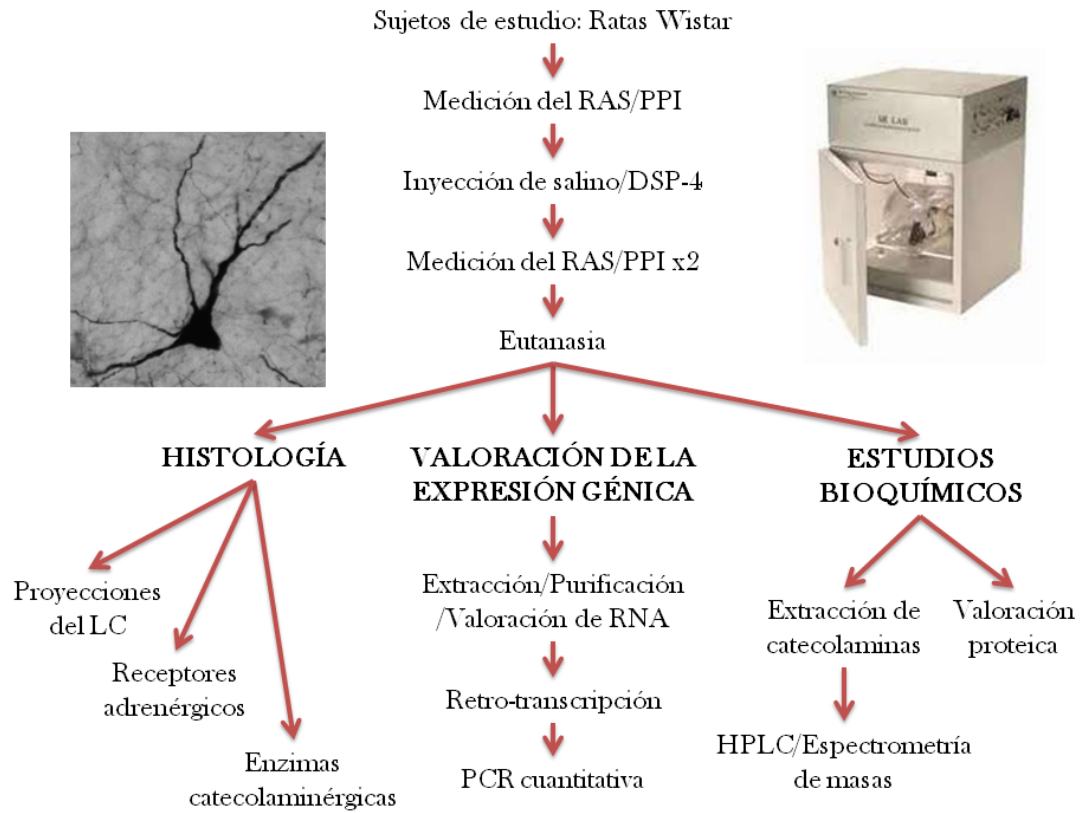 Sujetos de estudio: Ratas Wistar
Medición del RAS/PPI
Inyección de salino/DSP-4
Medición del RAS/PPI x2
Eutanasia
HISTOLOGÍA
VALORACIÓN DE LA
EXPRESIÓN GÉNICA
ESTUDIOS
BIOQUÍMICOS
Proyecciones
del LC
Receptores
adrenérgicos
Enzimas
catecolaminérgicas
Extracción/Purificación
/Valoración de RNA
Retro-transcripción
PCR cuantitativa
Extracción de
catecolaminas
Valoración
proteica
HPLC/Espectrometría
de masas